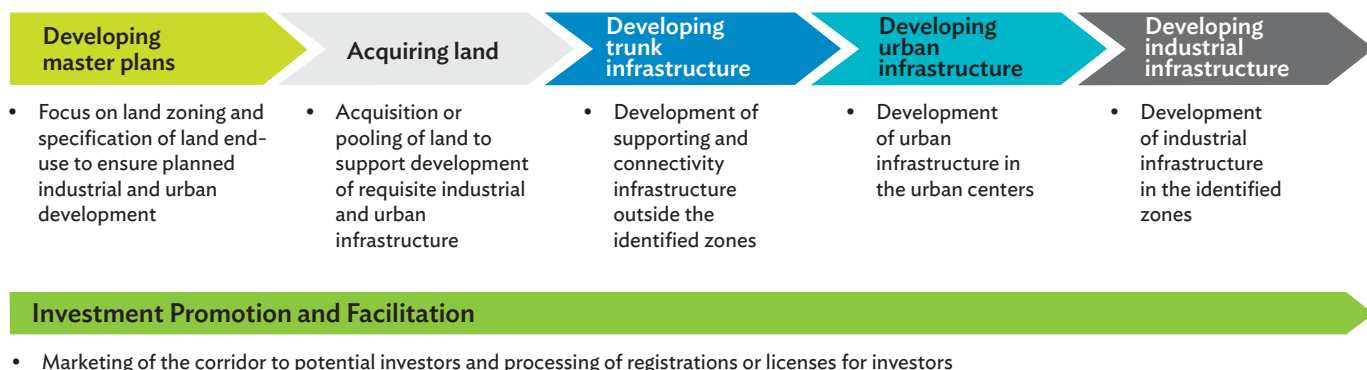 Developing
master plans
Acquiring land
Developing
trunk
infrastructure
Developing
urban
infrastructure
Developing
industrial
infrastructure
• Focus on land zoning and
specification of land end-
use to ensure planned
industrial and urban
development
• Acquisition or
pooling of land to
support development
of requisite industrial
and urban
infrastructure
• Development of
supporting and
connectivity
infrastructure
outside the
identified zones
• Development
of urban
infrastructure in
the urban centers
• Development
of industrial
infrastructure
in the identified
zones
Investment Promotion and Facilitation
• Marketing of the corridor to potential investors and processing of registrations or licenses for investors